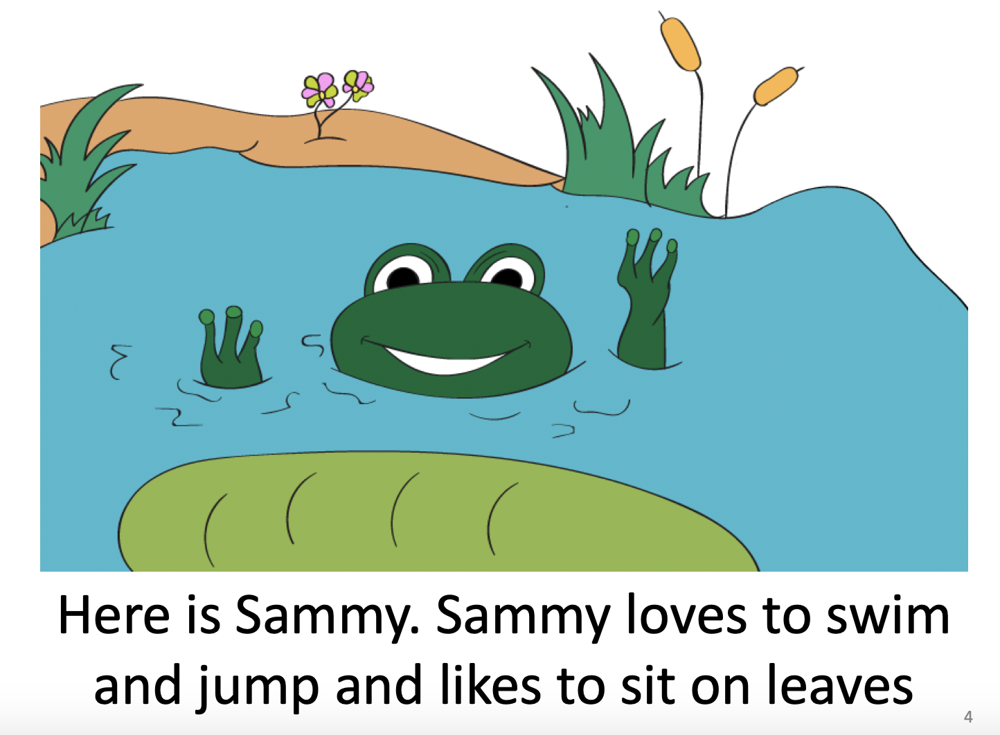 Here is Sammy. Sammy loves to swim
and jump and likes to sit on leaves
4